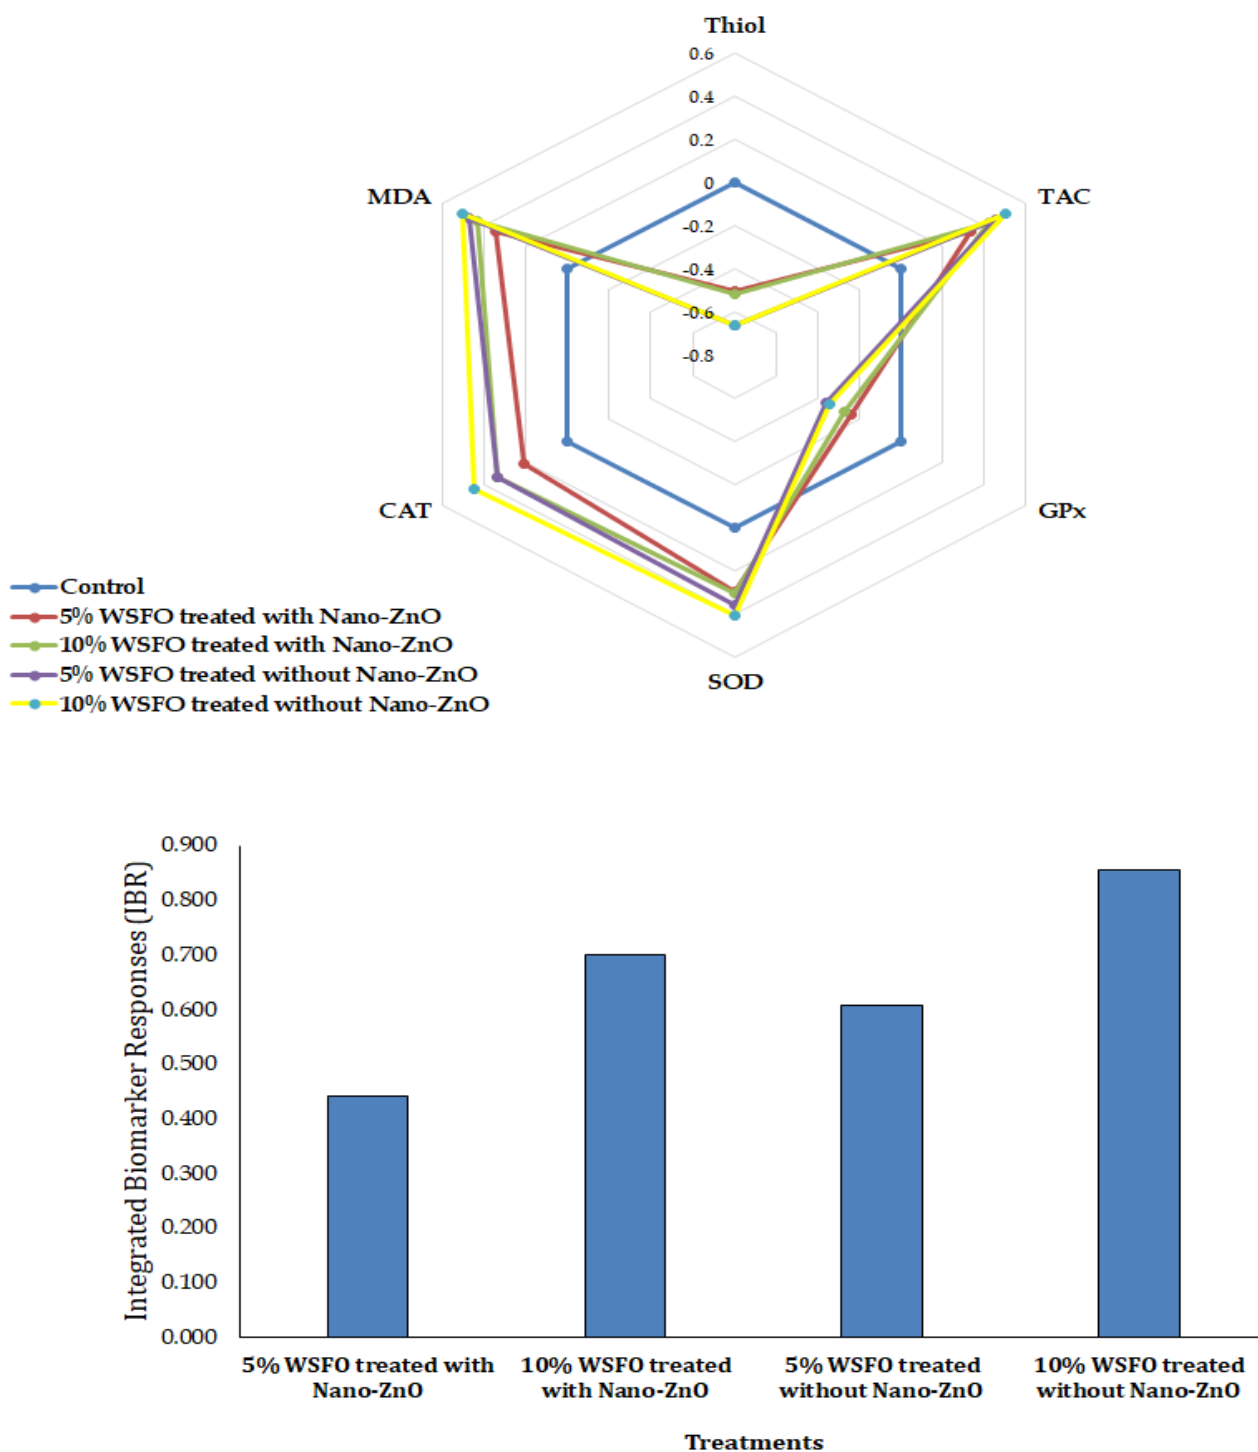 Thiol
0.6
0.4
0.2
0
-0.2
-0.4
-0.6
-0.8
MDA
TAC
CAT
GPx
SOD
Control
5% WSFO treated with Nano-ZnO
10% WSFO treated with Nano-ZnO
5% WSFO treated without Nano-ZnO
10% WSFO treated without Nano-ZnO
Integrated Biomarker Responses (IBR)
0.900
0.800
0.700
0.600
0.500
0.400
0.300
0.200
0.100
0.000
5% WSFO treated with
Nano-ZnO
10% WSFO treated
with Nano-ZnO
5% WSFO treated
without Nano-ZnO
10% WSFO treated
without Nano-ZnO
Treatments